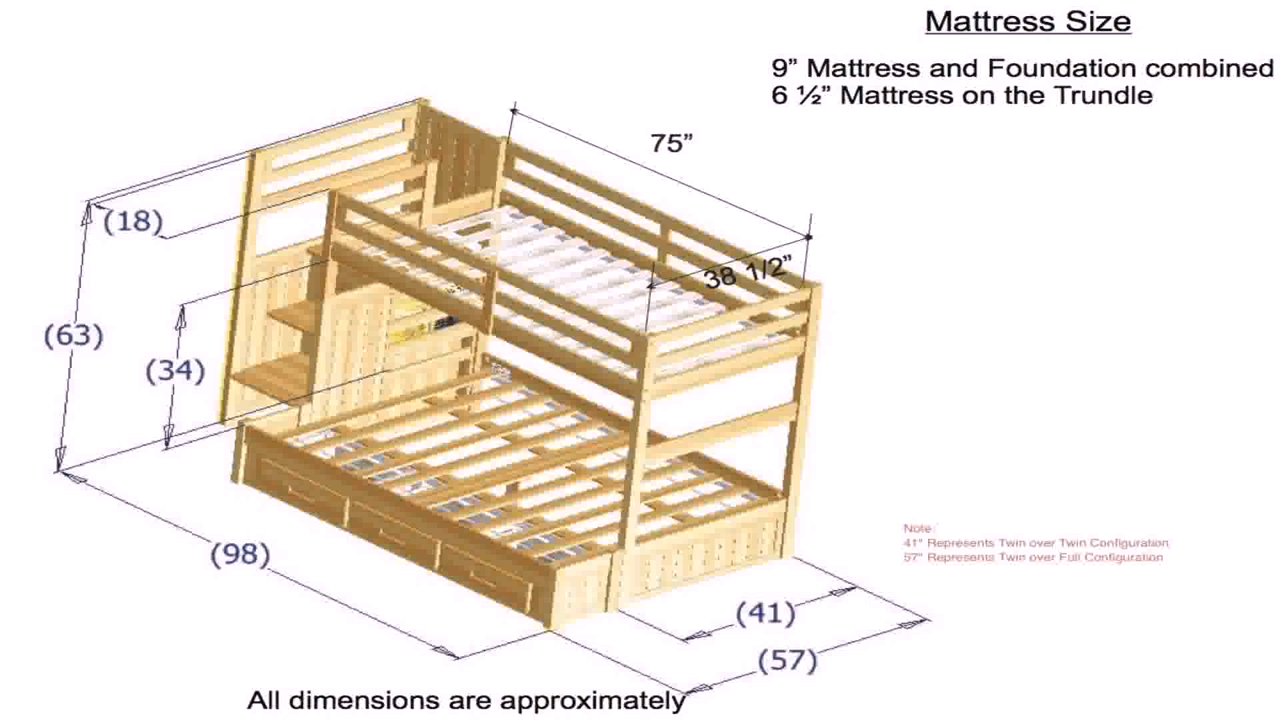 Mattress Size
9” Mattress and Foundation combined
6 ½” Mattress on the Trundle
75”
38 1/2”
(18)
(63)
(34)
(98)
(41)
(57)
Note:
41" Represents Twin over Twin Configuration
57" Represents Twin over Full Configuration
All dimensions are approximately